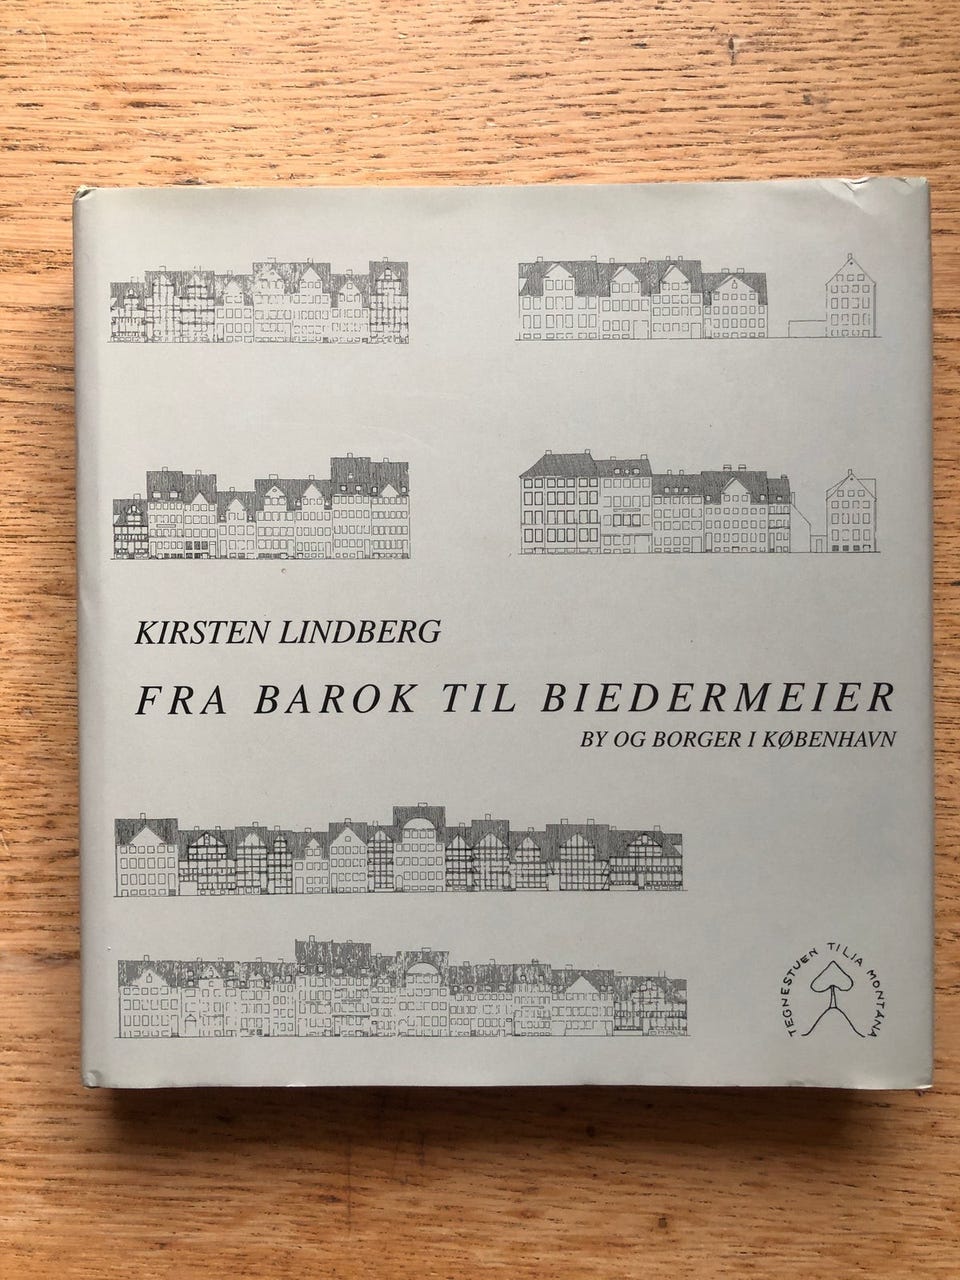 KIRSTEN LINDBERG
FRA BAROK TIL BIEDERMEIER
BY OG BORGER I KØBENHAVN
TEGNESTUEN TILIA MONTANA